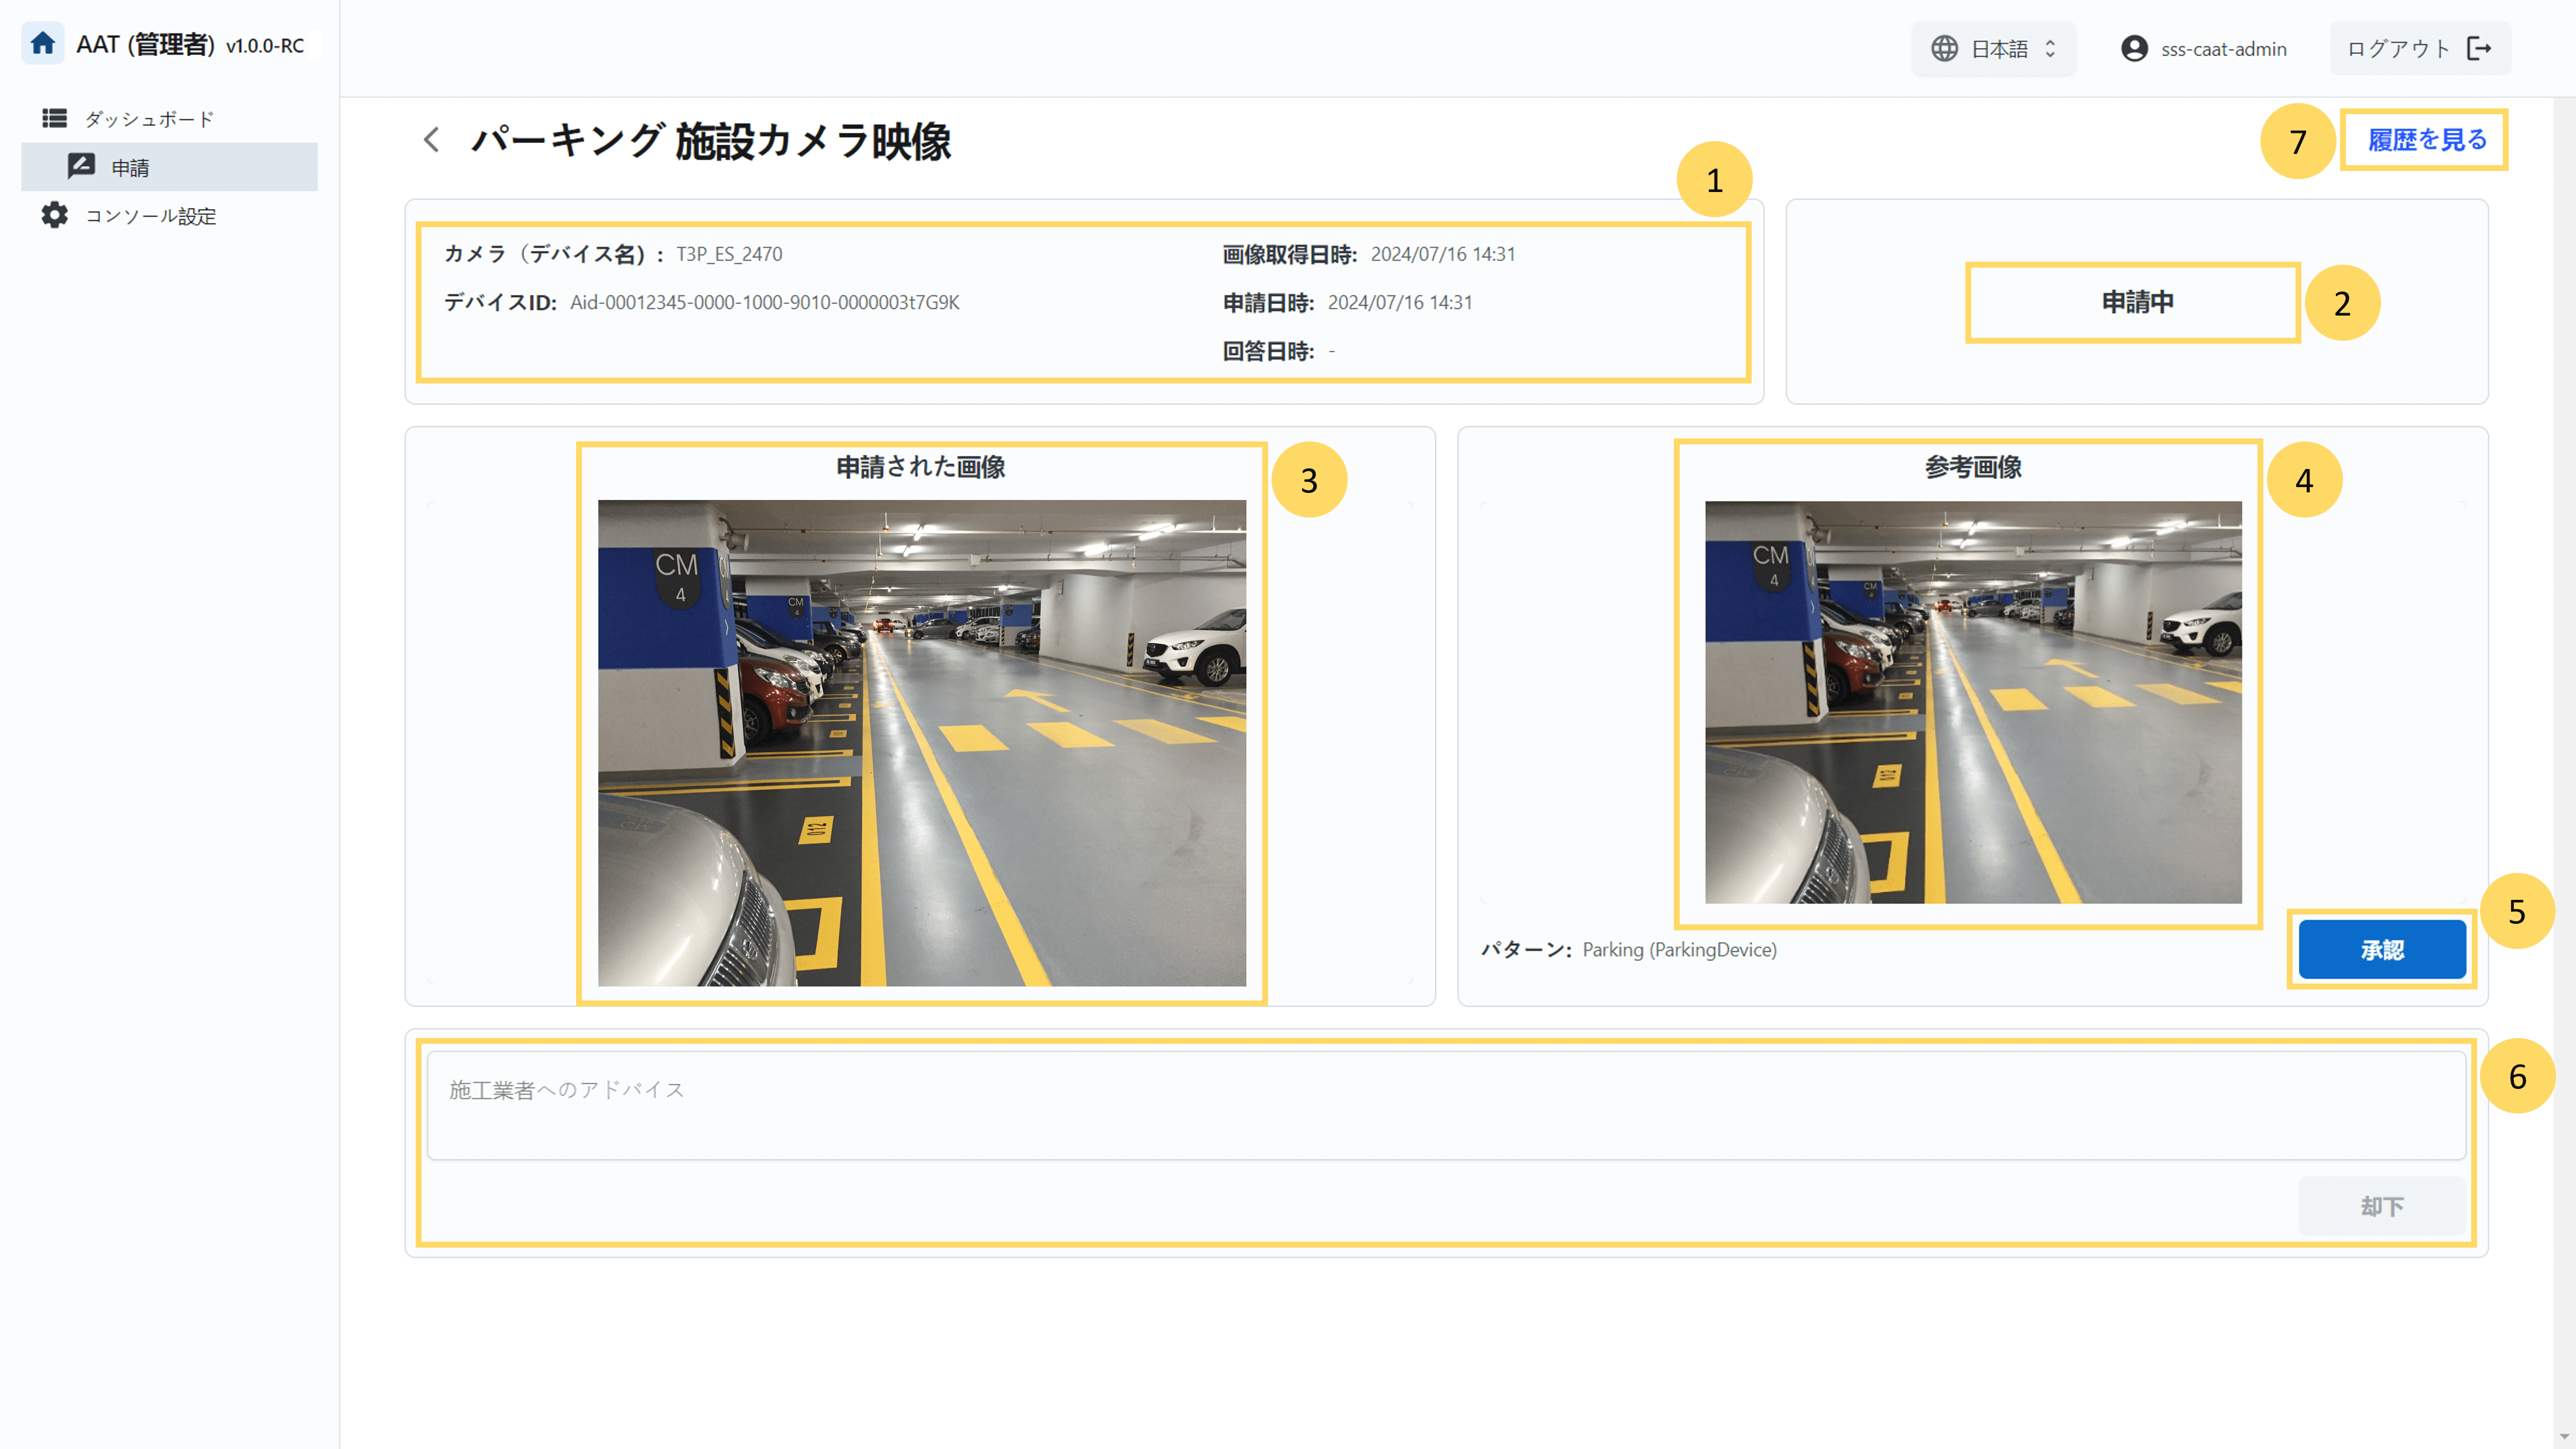 AAT (管理者) v1.0.0-RC
日本語
sss-caat-admin
ログアウト
ダッシュボード
申請
コンソール設定
パーキング 施設カメラ映像
7
履歴を見る
1
カメラ（デバイス名）: T3P_ES_2470
画像取得日時: 2024/07/16 14:31
デバイスID: Aid-00012345-0000-1000-9010-0000003t7G9K
申請日時: 2024/07/16 14:31
回答日時: -
申請中
2
申請された画像
3
CM
4
CM
012
参考画像
4
CM
4
CM
パターン: Parking (ParkingDevice)
5
承認
6
施工業者へのアドバイス
却下